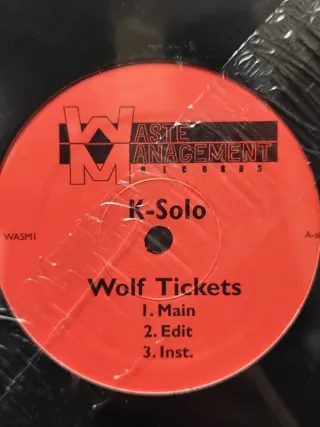 WASTE
MANAGEMENT
RECORDS
K-Solo
WASM1
Wolf Tickets
1. Main
2. Edit
3. Inst.